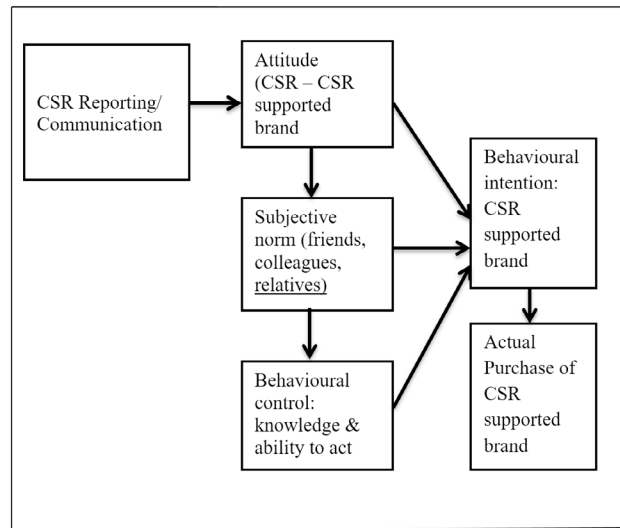 CSR Reporting/
Communication
Attitude
(CSR – CSR
supported
brand
Subjective
norm (friends,
colleagues,
relatives)
Behavioural
control:
knowledge &
ability to act
Behavioural
intention:
CSR
supported
brand
Actual
Purchase of
CSR
supported
brand